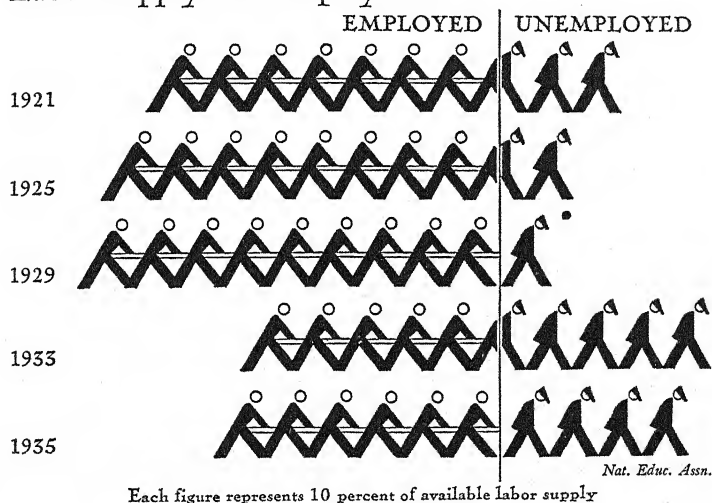 EMPLOYED UNEMPLOYED
1921
1925
1929
1933
1935
Nat. Educ. Assn.
Each figure represents 10 percent of available labor supply